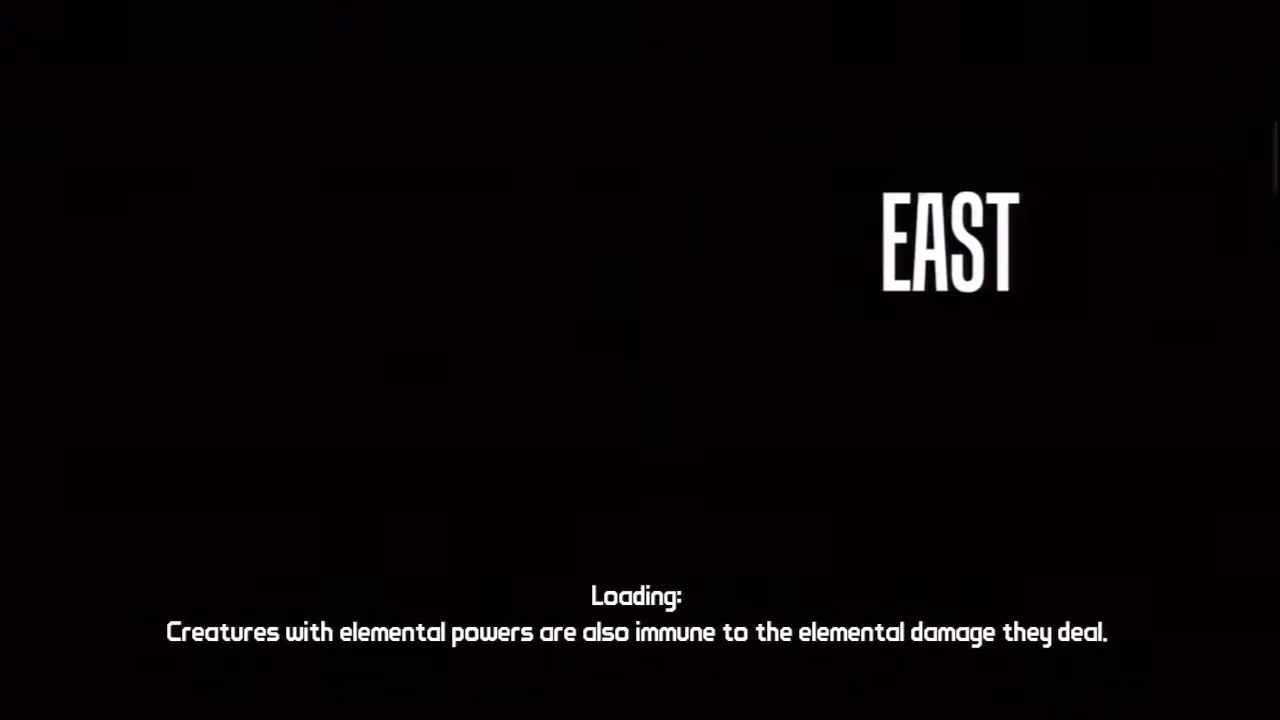 EAST
Loading:
Creatures with elemental powers are also immune to the elemental damage they deal.